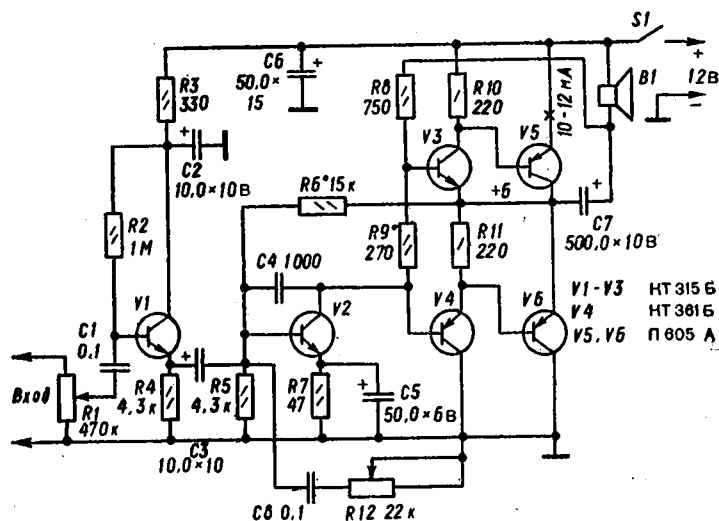 S1
+
12В
−
C6
50,0×
15
+
R3
330
R8
750
R10
220
B1
10-12 мА
V5
V3
+
C2
10,0×10В
R6* 15к
+6
+
C7
500,0×10В
R2
1М
R9*
270
R11
220
C4 1000
V1
V2
V4
V6
V1-V3 КТ315Б
V4 КТ361Б
V5, V6 П605А
C1
0,1
+
Вход
R1
470к
R4
4,3к
R5
4,3к
R7
47
+
C5
50,0×6В
C3
10,0×10
C8 0,1
R12 22к